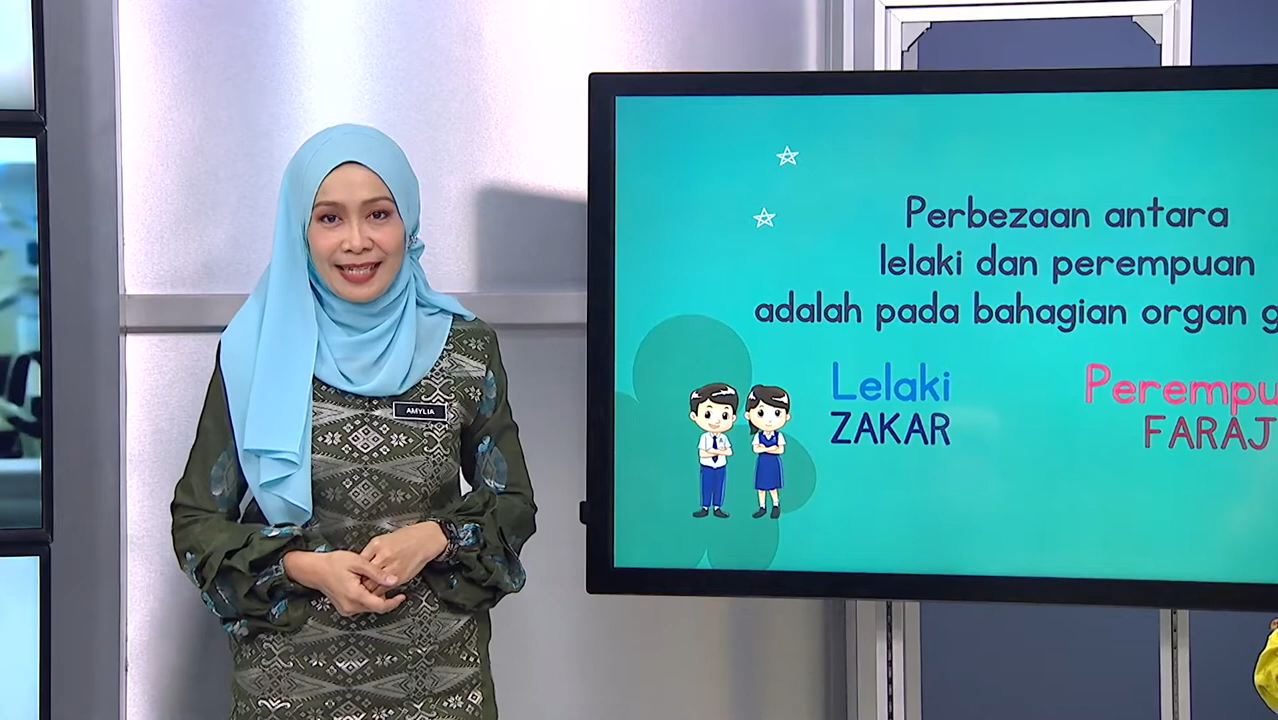 AMYLIA
Perbezaan antara
lelaki dan perempuan
adalah pada bahagian organ
Lelaki
ZAKAR
FARAJ